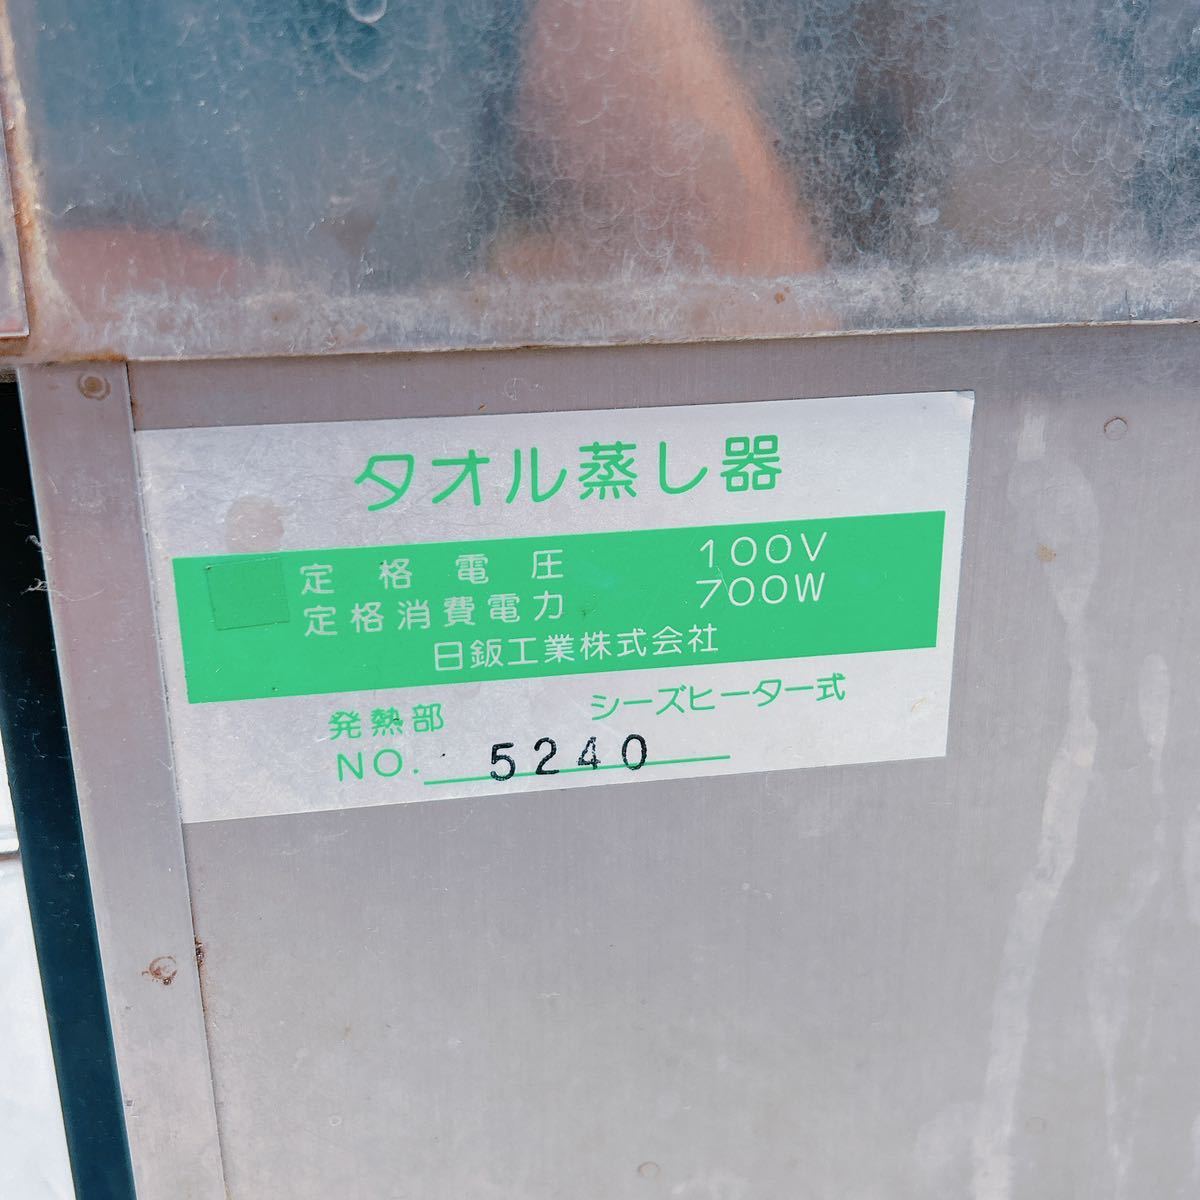 タオル蒸し器
定格電圧 100V
定格消費電力 700W
日鈑工業株式会社
発熱部 シーズヒーター式
NO. 5240